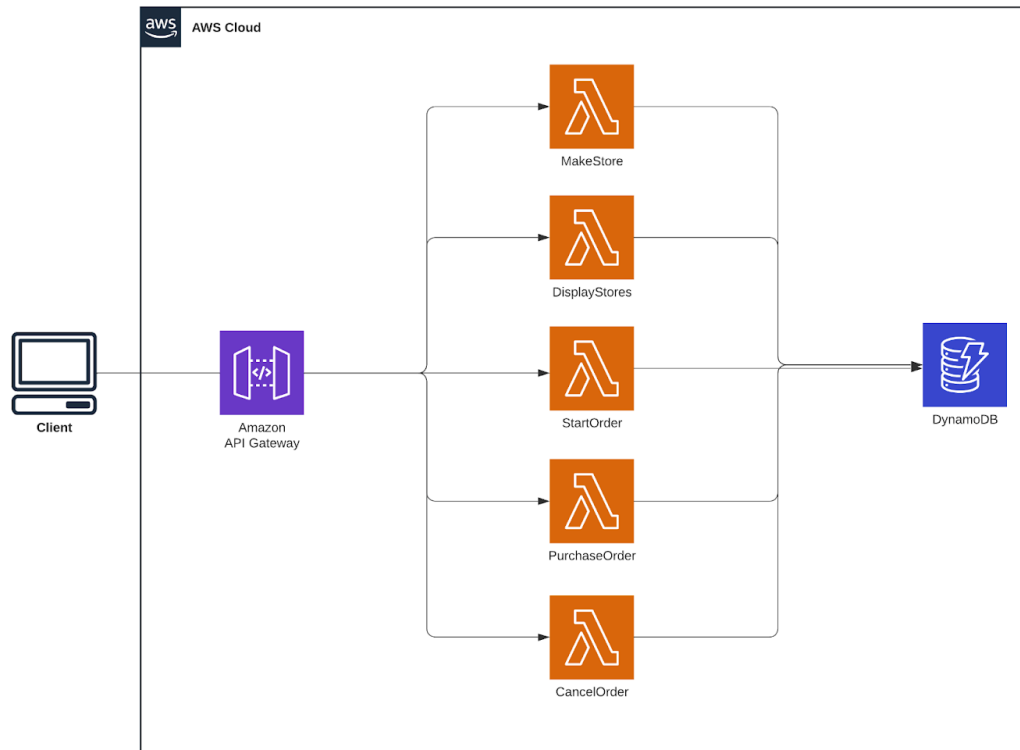 aws
AWS Cloud
MakeStore
DisplayStores
StartOrder
PurchaseOrder
CancelOrder
Client
Amazon
API Gateway
</>
DynamoDB